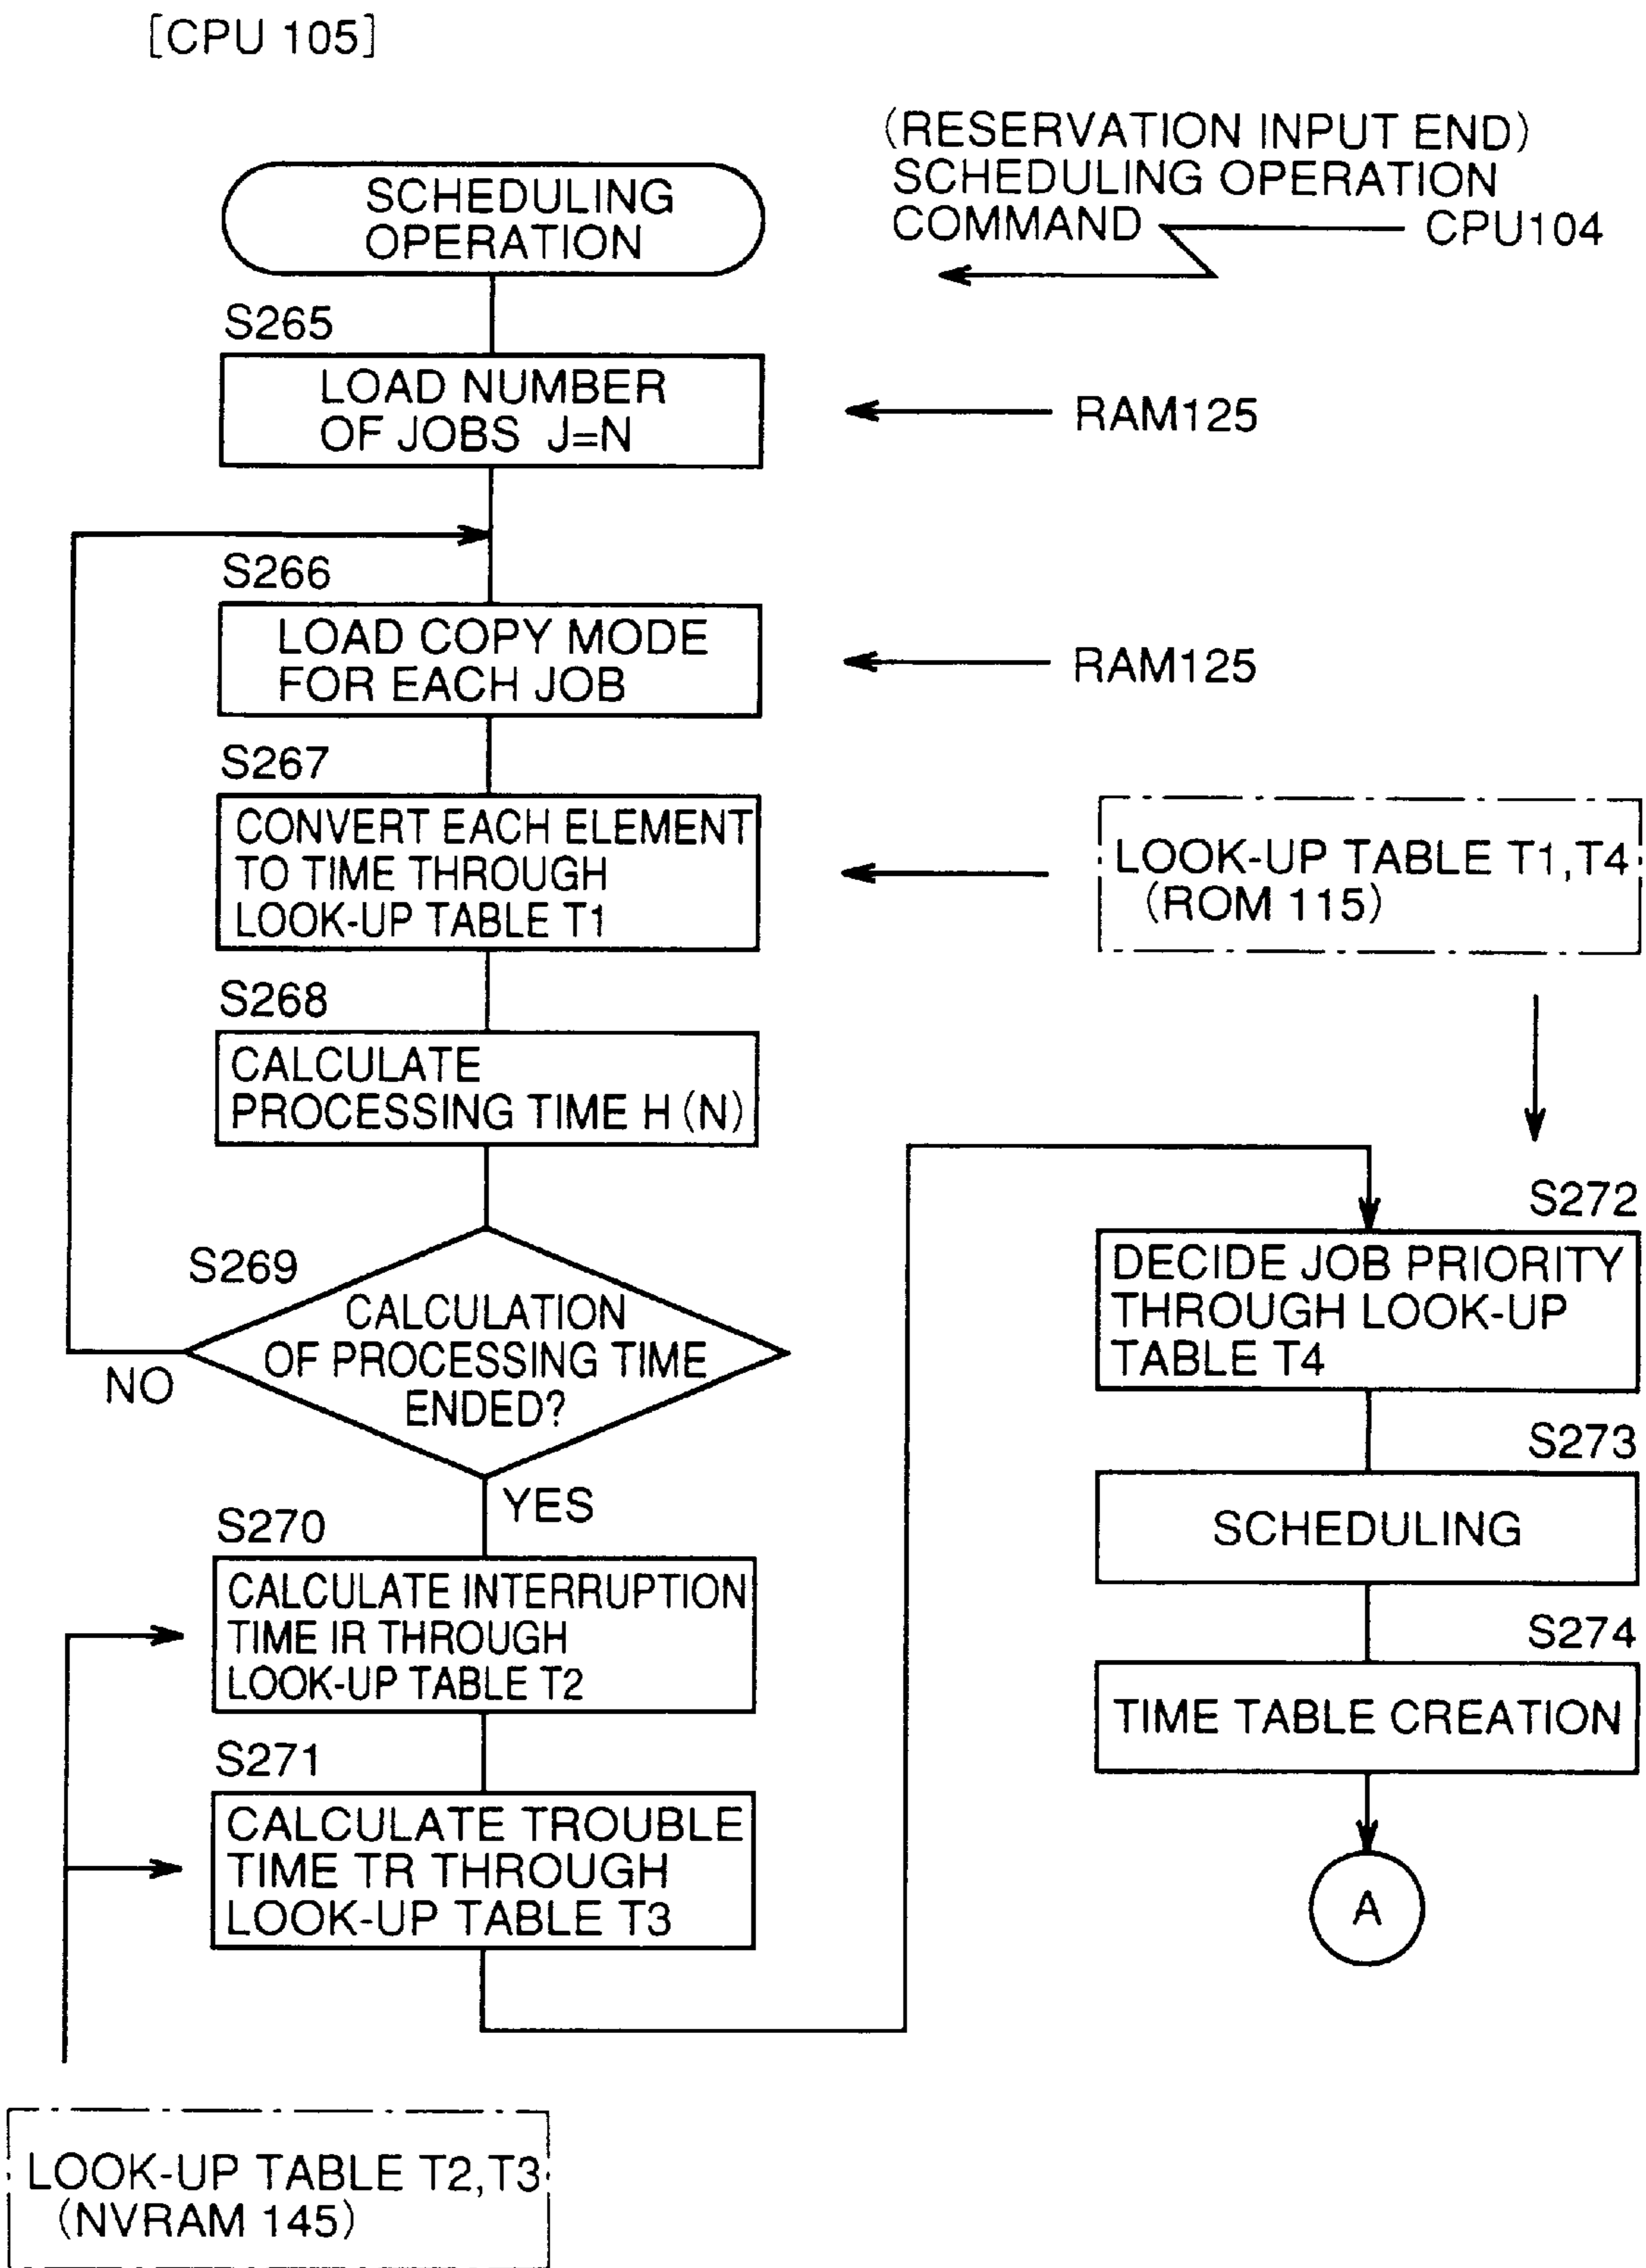 [CPU 105]
(RESERVATION INPUT END)
SCHEDULING OPERATION
COMMAND
CPU104
SCHEDULING
OPERATION
S265
LOAD NUMBER
OF JOBS J=N
RAM125
S266
LOAD COPY MODE
FOR EACH JOB
RAM125
S267
CONVERT EACH ELEMENT
TO TIME THROUGH
LOOK-UP TABLE T1
LOOK-UP TABLE T1,T4
(ROM 115)
S268
CALCULATE
PROCESSING TIME H (N)
S269
CALCULATION
OF PROCESSING TIME
ENDED?
NO
YES
S270
CALCULATE INTERRUPTION
TIME IR THROUGH
LOOK-UP TABLE T2
S271
CALCULATE TROUBLE
TIME TR THROUGH
LOOK-UP TABLE T3
LOOK-UP TABLE T2,T3
(NVRAM 145)
S272
DECIDE JOB PRIORITY
THROUGH LOOK-UP
TABLE T4
S273
SCHEDULING
S274
TIME TABLE CREATION
A